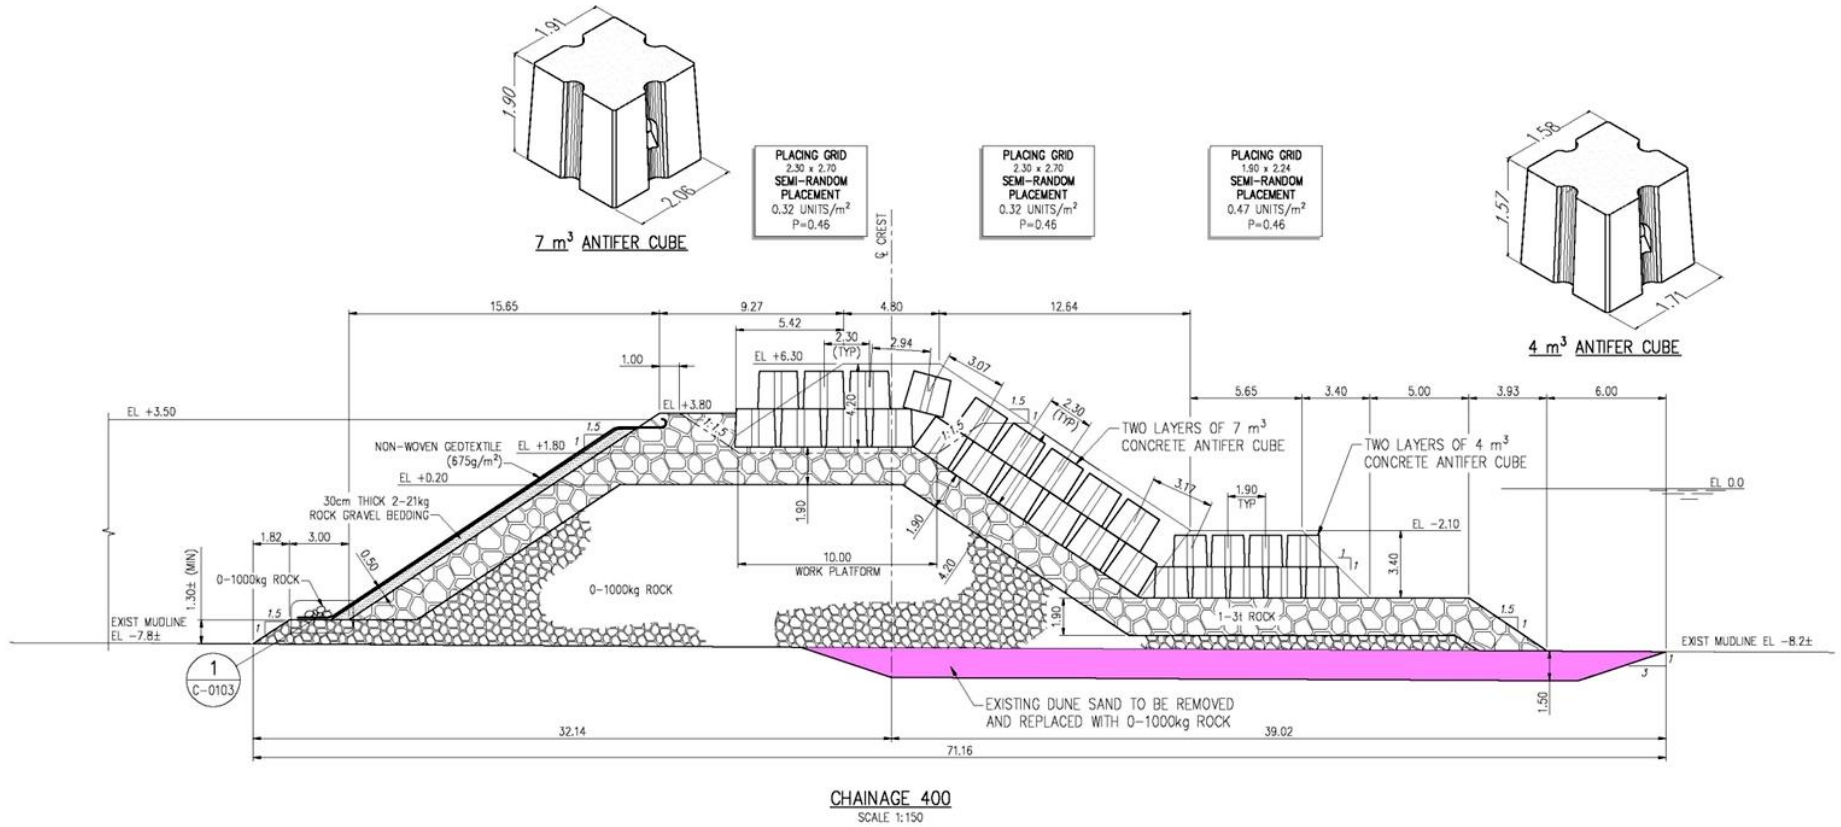 1.91
1.90
2.06
7 m³ ANTIFER CUBE
PLACING GRID
2.30 x 2.70
SEMI-RANDOM
PLACEMENT
0.32 UNITS/m²
P=0.46
PLACING GRID
2.30 x 2.70
SEMI-RANDOM
PLACEMENT
0.32 UNITS/m²
P=0.46
PLACING GRID
1.90 x 2.24
SEMI-RANDOM
PLACEMENT
0.47 UNITS/m²
P=0.46
1.58
1.57
1.71
4 m³ ANTIFER CUBE
℄ CREST
15.65
9.27
4.80
12.64
5.42
2.30
(TYP)
2.94
1.00
EL +6.30
3.07
5.65
3.40
5.00
3.93
6.00
EL +3.50
EL +3.80
4.20
1.5
1
2.30
(TYP)
1:1.5
1:1.5
1.5
1
NON-WOVEN GEOTEXTILE
(675g/m²)
EL +1.80
EL +0.20
TWO LAYERS OF 7 m³
CONCRETE ANTIFER CUBE
TWO LAYERS OF 4 m³
CONCRETE ANTIFER CUBE
EL 0.0
3.17
1.90
TYP
30cm THICK 2-21kg
ROCK GRAVEL BEDDING
1.90
1.90
EL -2.10
1.82
3.00
0.50
10.00
WORK PLATFORM
4.20
1
1
3.40
1.30± (MIN)
0-1000kg ROCK
0-1000kg ROCK
1.90
1-3t ROCK
1.5
1
1.5
1
EXIST MUDLINE
EL -7.8±
EXIST MUDLINE EL -8.2±
1
C-0103
1
3
1.50
EXISTING DUNE SAND TO BE REMOVED
AND REPLACED WITH 0-1000kg ROCK
32.14
39.02
71.16
CHAINAGE 400
SCALE 1:150